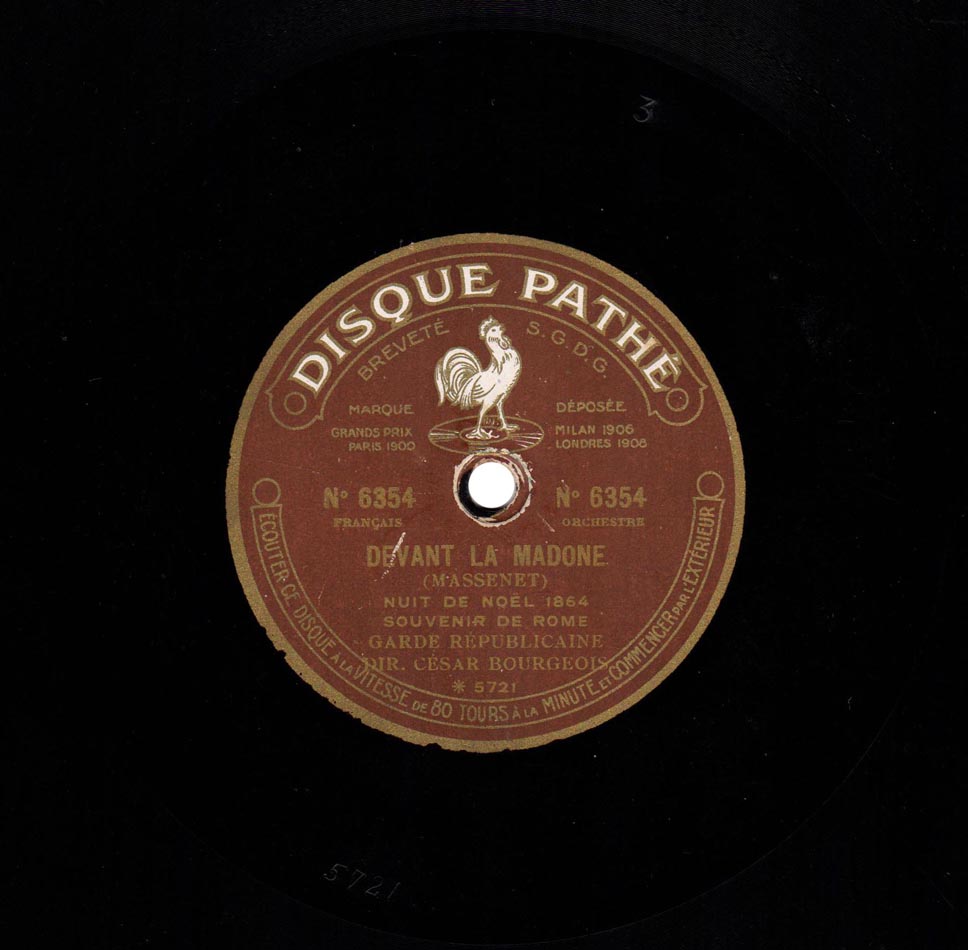 3
DISQUE PATHÉ
BREVETÉ S.G.D.G.
MARQUE DÉPOSÉE
GRANDS PRIX MILAN 1906
PARIS 1900 LONDRES 1908
No 6354 No 6354
FRANÇAIS ORCHESTRE
DEVANT LA MADONE
(MASSENET)
NUIT DE NOËL 1864
SOUVENIR DE ROME
GARDE RÉPUBLICAINE
DIR. CÉSAR BOURGEOIS
* 5721
ÉCOUTER CE DISQUE À LA VITESSE DE 80 TOURS À LA MINUTE ET COMMENCER PAR L'EXTÉRIEUR
5721